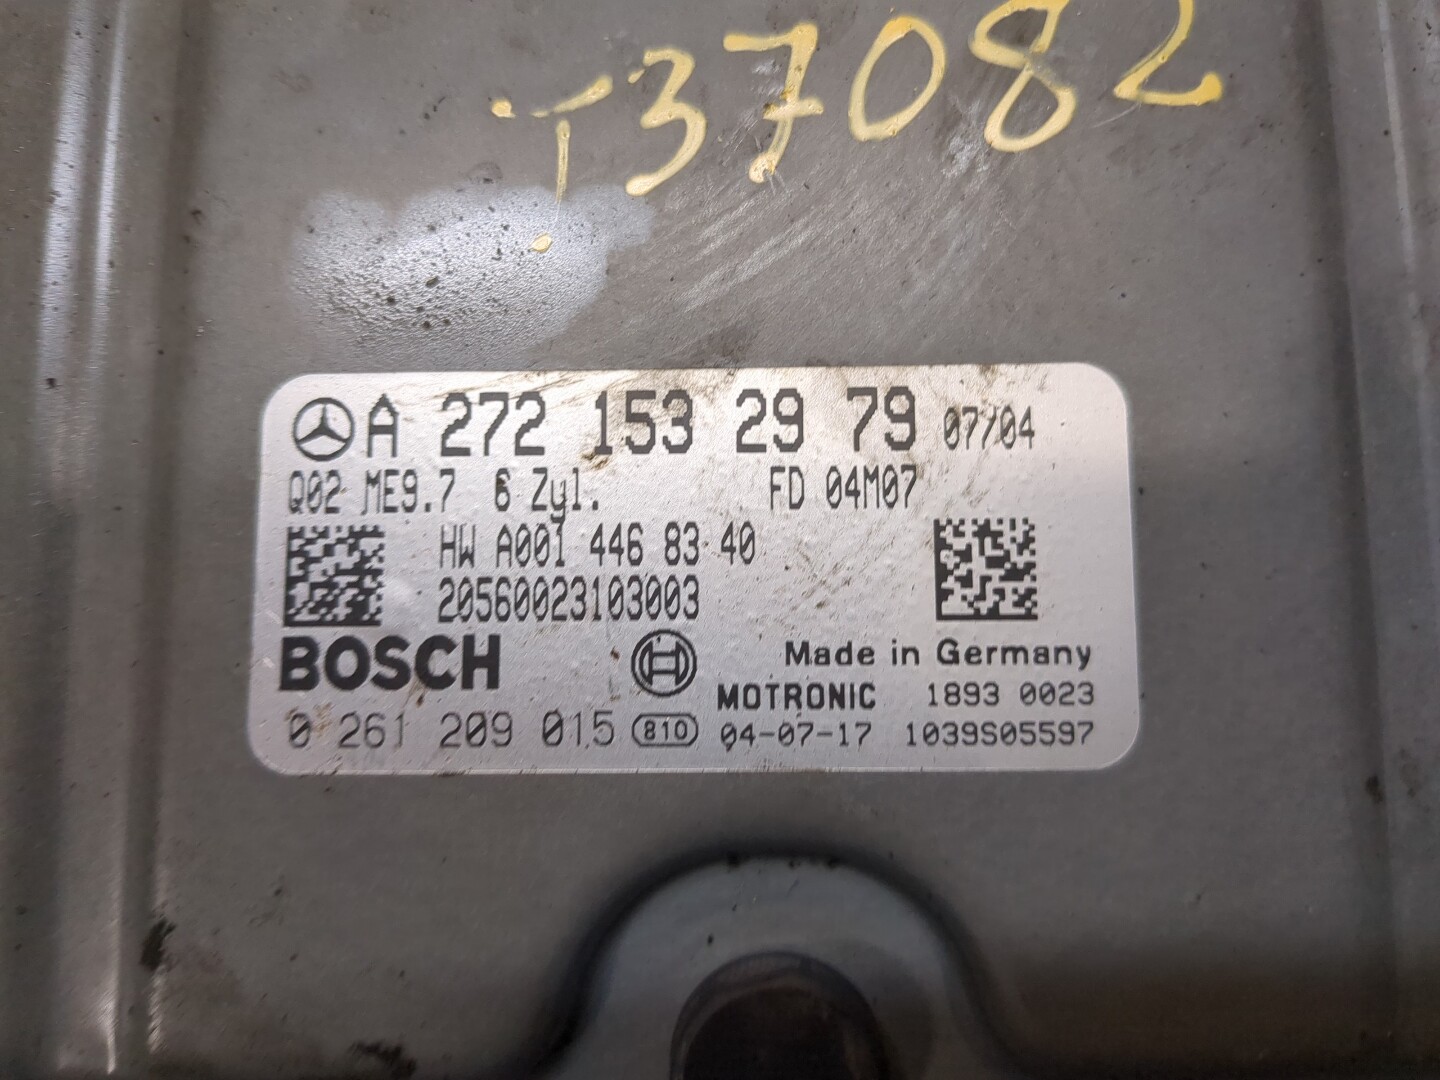 T37082
A 272 153 29 79 07/04
Q02 ME9.7 6 Zyl. FD 04M07
HW A001 446 83 40
20560023103003
BOSCH Made in Germany
MOTRONIC 1893 0023
0 261 209 015 810 04-07-17 1039S05597